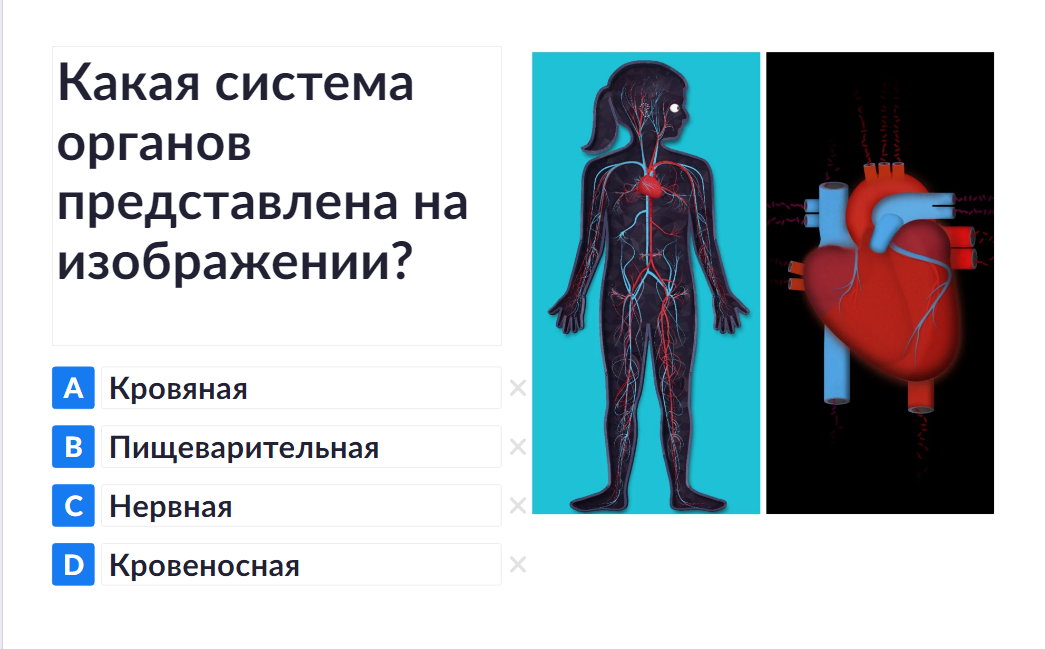 Какая система
органов
представлена на
изображении?
A Кровяная
B Пищеварительная
C Нервная
D Кровеносная